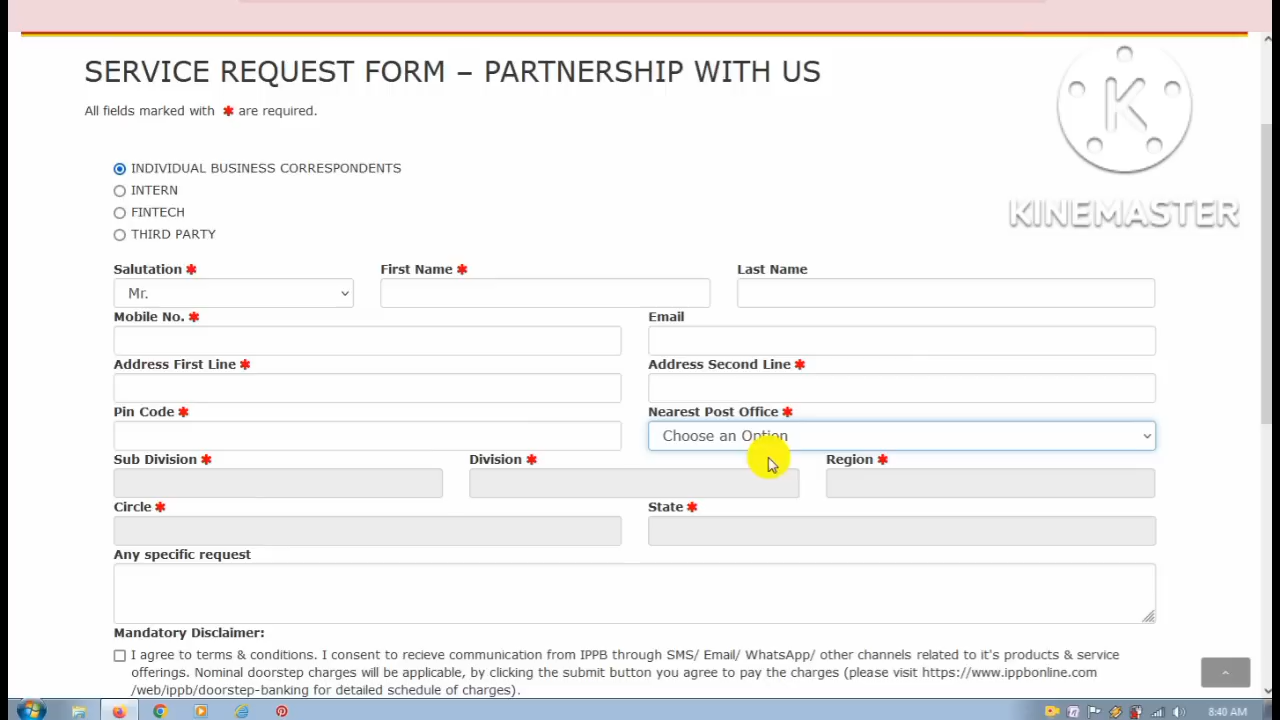 SERVICE REQUEST FORM – PARTNERSHIP WITH US
All fields marked with ✱ are required.
K
KINEMASTER
INDIVIDUAL BUSINESS CORRESPONDENTS
INTERN
FINTECH
THIRD PARTY
Salutation ✱ First Name ✱ Last Name
Mr.
Mobile No. ✱ Email
Address First Line ✱ Address Second Line ✱
Pin Code ✱ Nearest Post Office ✱
Choose an Option
Sub Division ✱ Division ✱ Region ✱
Circle ✱ State ✱
Any specific request
Mandatory Disclaimer:
I agree to terms & conditions. I consent to recieve communication from IPPB through SMS/ Email/ WhatsApp/ other channels related to it's products & service
offerings. Nominal doorstep charges will be applicable, by clicking the submit button you agree to pay the charges (please visit https://www.ippbonline.com
/web/ippb/doorstep-banking for detailed schedule of charges).
8:40 AM